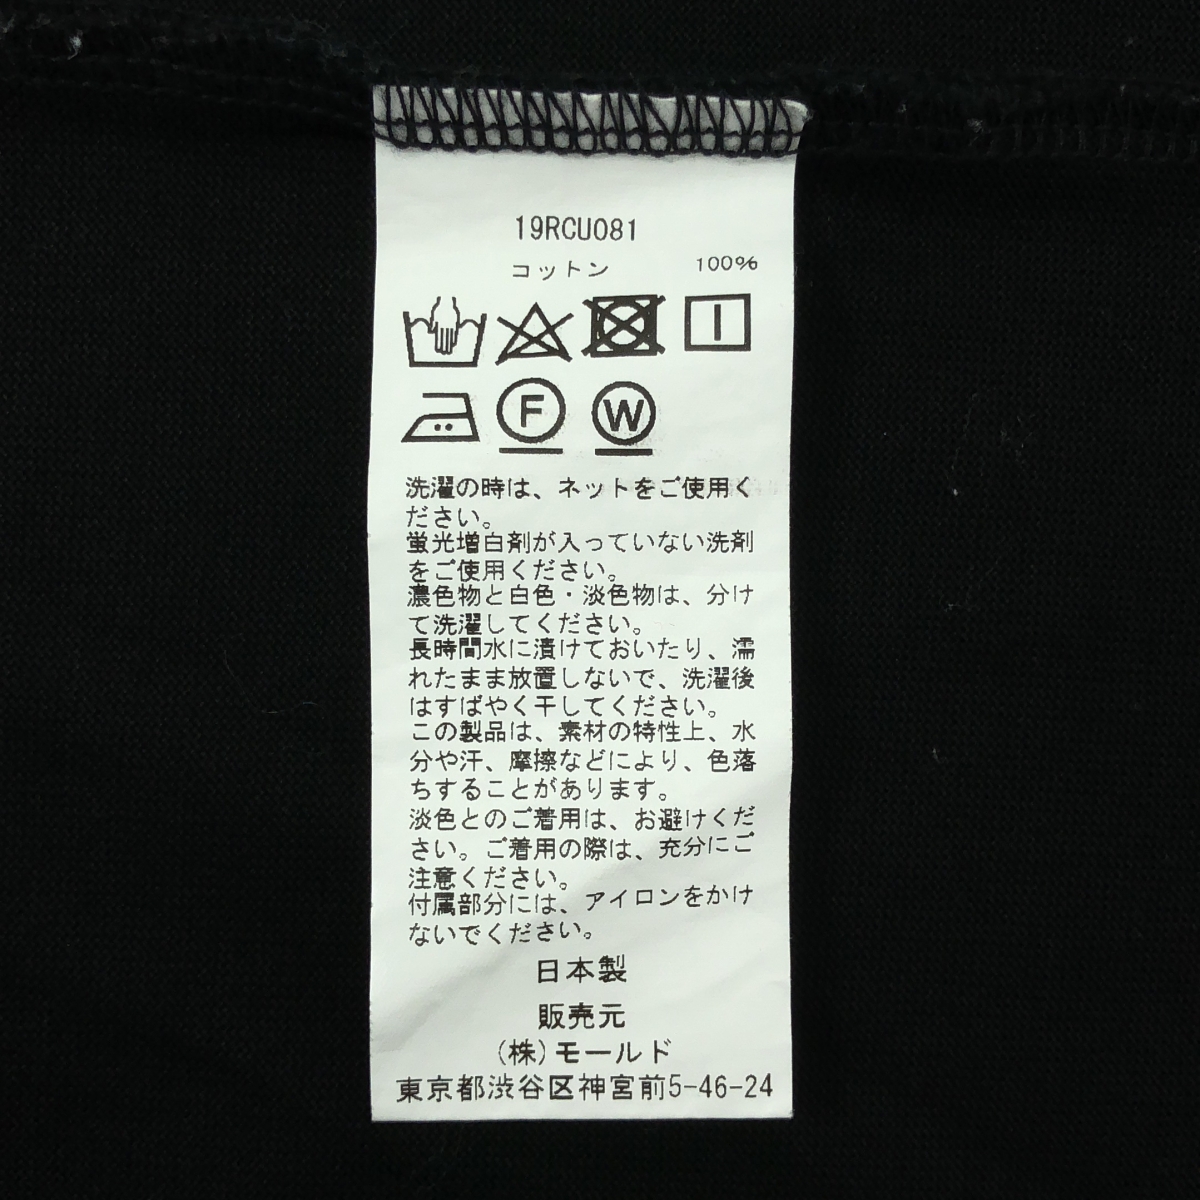 19RCU081
コットン 100%
F W
洗濯の時は、ネットをご使用く
ださい。
蛍光増白剤が入っていない洗剤
をご使用ください。
濃色物と白色・淡色物は、分け
て洗濯してください。
長時間水に漬けておいたり、濡
れたまま放置しないで、洗濯後
はすばやく干してください。
この製品は、素材の特性上、水
分や汗、摩擦などにより、色落
ちすることがあります。
淡色とのご着用は、お避けくだ
さい。ご着用の際は、充分にご
注意ください。
付属部分には、アイロンをかけ
ないでください。
日本製
販売元
(株)モールド
東京都渋谷区神宮前5-46-24